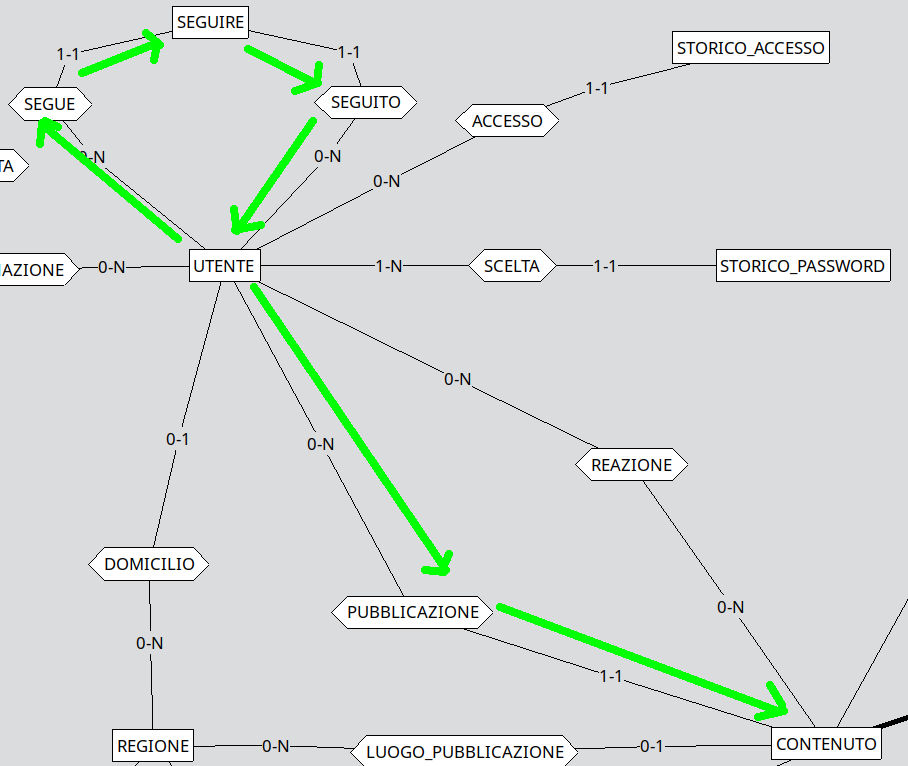 SEGUIRE
STORICO_ACCESSO
1-1
1-1
1-1
SEGUE
SEGUITO
ACCESSO
0-N
0-N
TA
0-N
0-N
UTENTE
1-N
SCELTA
1-1
STORICO_PASSWORD
IAZIONE
0-N
0-N
0-1
REAZIONE
DOMICILIO
0-N
PUBBLICAZIONE
0-N
1-1
REGIONE
0-N
LUOGO_PUBBLICAZIONE
0-1
CONTENUTO